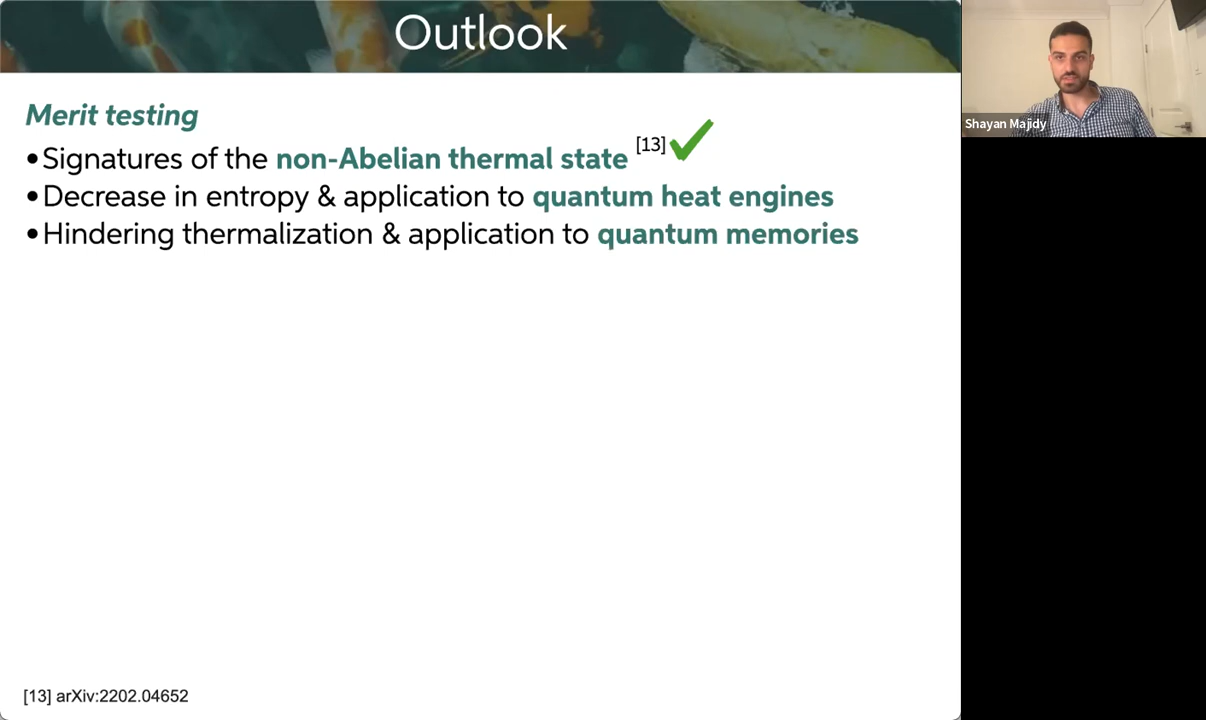 Outlook
Shayan Majidy
Merit testing
•Signatures of the non-Abelian thermal state [13]✓
•Decrease in entropy & application to quantum heat engines
•Hindering thermalization & application to quantum memories
[13] arXiv:2202.04652